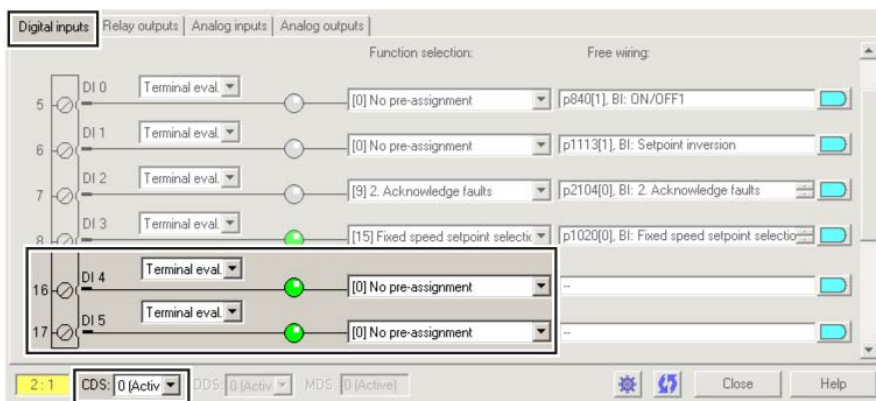 Digital inputs Relay outputs Analog inputs Analog outputs
Function selection: Free wiring:
DI 0 Terminal eval.
5 [0] No pre-assignment p840[1], BI: ON/OFF1
DI 1 Terminal eval.
6 [0] No pre-assignment p1113[1], BI: Setpoint inversion
DI 2 Terminal eval.
7 [9] 2. Acknowledge faults p2104[0], BI: 2. Acknowledge faults
DI 3 Terminal eval.
8 [15] Fixed speed setpoint selectic p1020[0], BI: Fixed speed setpoint selectio
DI 4 Terminal eval.
16 [0] No pre-assignment --
DI 5 Terminal eval.
17 [0] No pre-assignment --
2 : 1 CDS: 0 (Activ DDS: 0 (Activ MDS: 0 (Active) Close Help